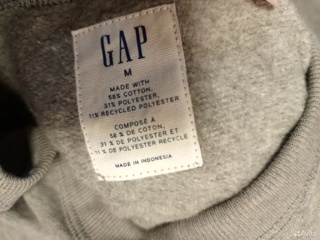 GAP
M
MADE WITH
58% COTTON,
31% POLYESTER,
11% RECYCLED POLYESTER
COMPOSÉ À
58 % DE COTON,
31 % DE POLYESTER ET
11 % DE POLYESTER RECYCLÉ
MADE IN INDONESIA
Avito